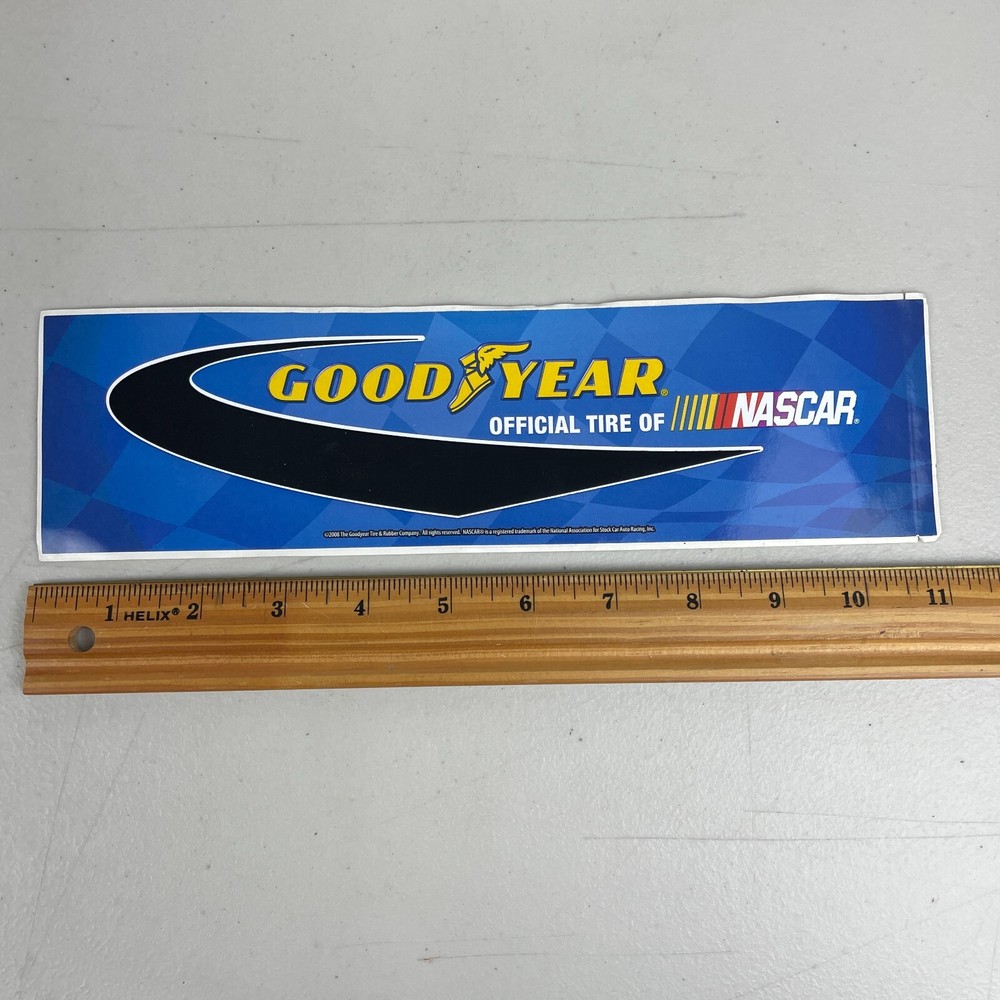 GOODYEAR®
OFFICIAL TIRE OF NASCAR®
©2008 The Goodyear Tire & Rubber Company. All rights reserved. NASCAR® is a registered trademark of the National Association for Stock Car Auto Racing, Inc.
1 HELIX® 2 3 4 5 6 7 8 9 10 11